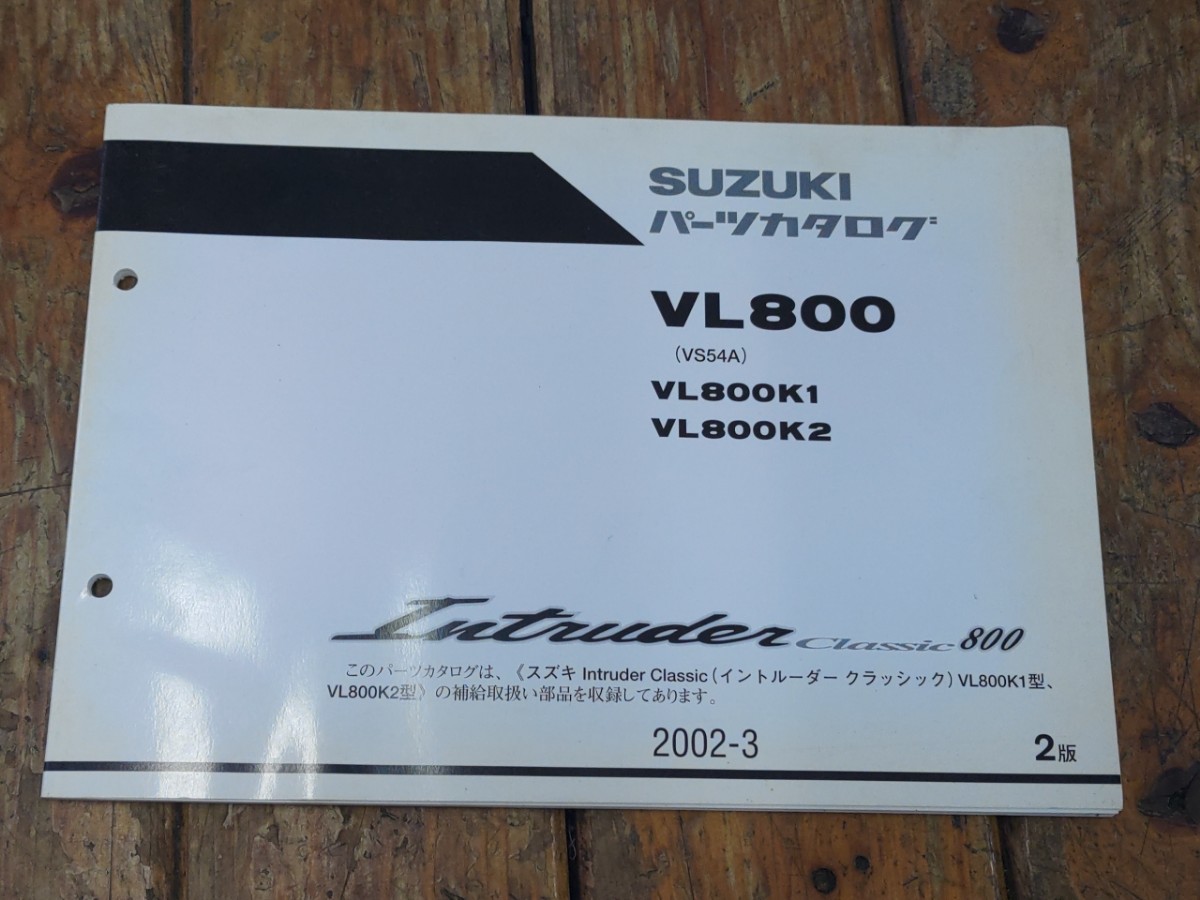 SUZUKI
パーツカタログ
VL800
（VS54A）
VL800K1
VL800K2
Intruder Classic 800
このパーツカタログは、《スズキ Intruder Classic（イントルーダー クラッシック）VL800K1型、
VL800K2型》の補給取扱い部品を収録してあります。
2002-3
2版